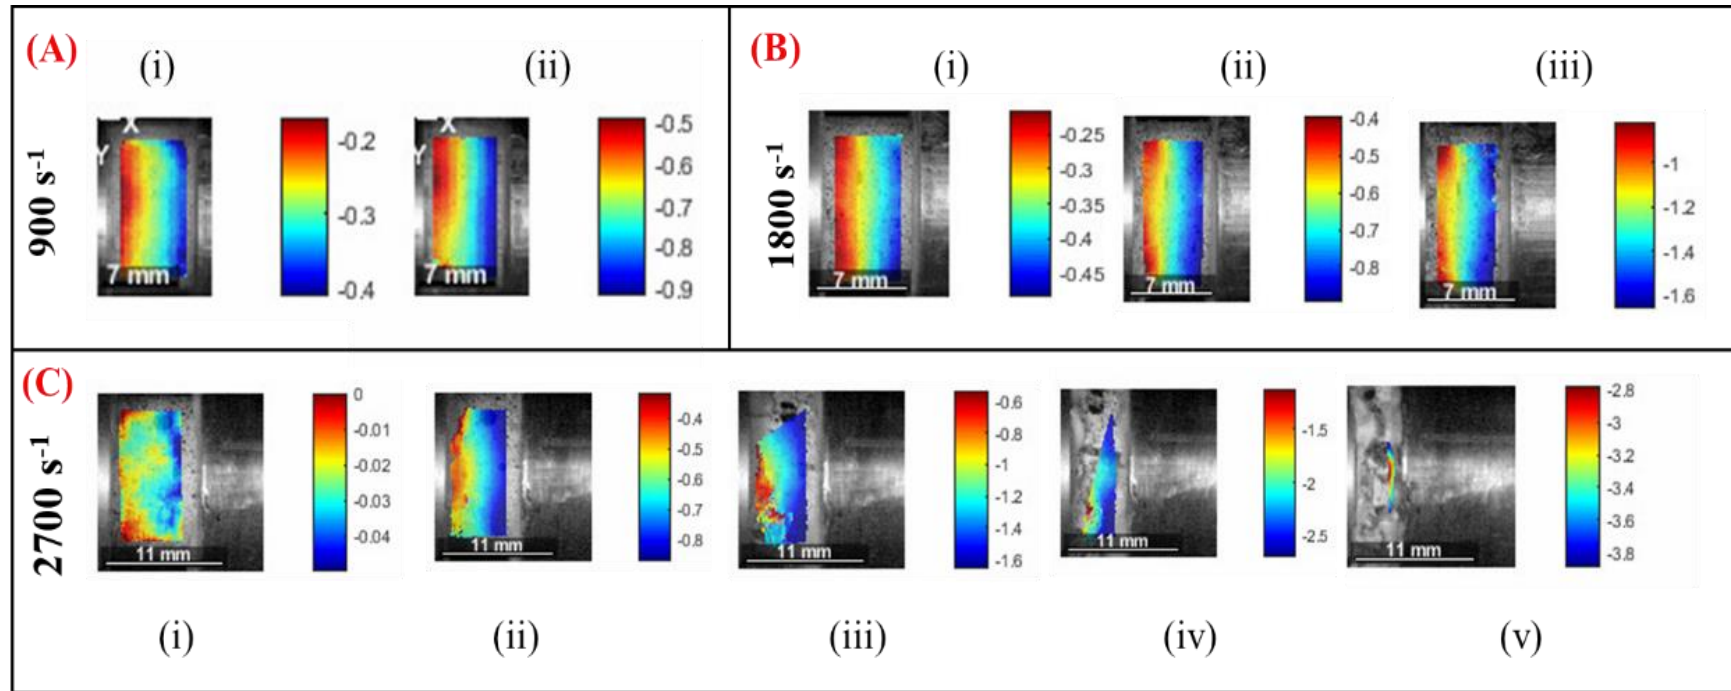 (A)
(i)
(ii)
900 s⁻¹
X
Y
7 mm
-0.2
-0.3
-0.4
X
Y
7 mm
-0.5
-0.6
-0.7
-0.8
-0.9
(B)
(i)
(ii)
(iii)
1800 s⁻¹
7 mm
-0.25
-0.3
-0.35
-0.4
-0.45
7 mm
-0.4
-0.5
-0.6
-0.7
-0.8
7 mm
-1
-1.2
-1.4
-1.6
(C)
2700 s⁻¹
11 mm
0
-0.01
-0.02
-0.03
-0.04
11 mm
-0.4
-0.5
-0.6
-0.7
-0.8
11 mm
-0.6
-0.8
-1
-1.2
-1.4
-1.6
-1.5
-2
-2.5
11 mm
-2.8
-3
-3.2
-3.4
-3.6
-3.8
11 mm
(i)
(ii)
(iii)
(iv)
(v)